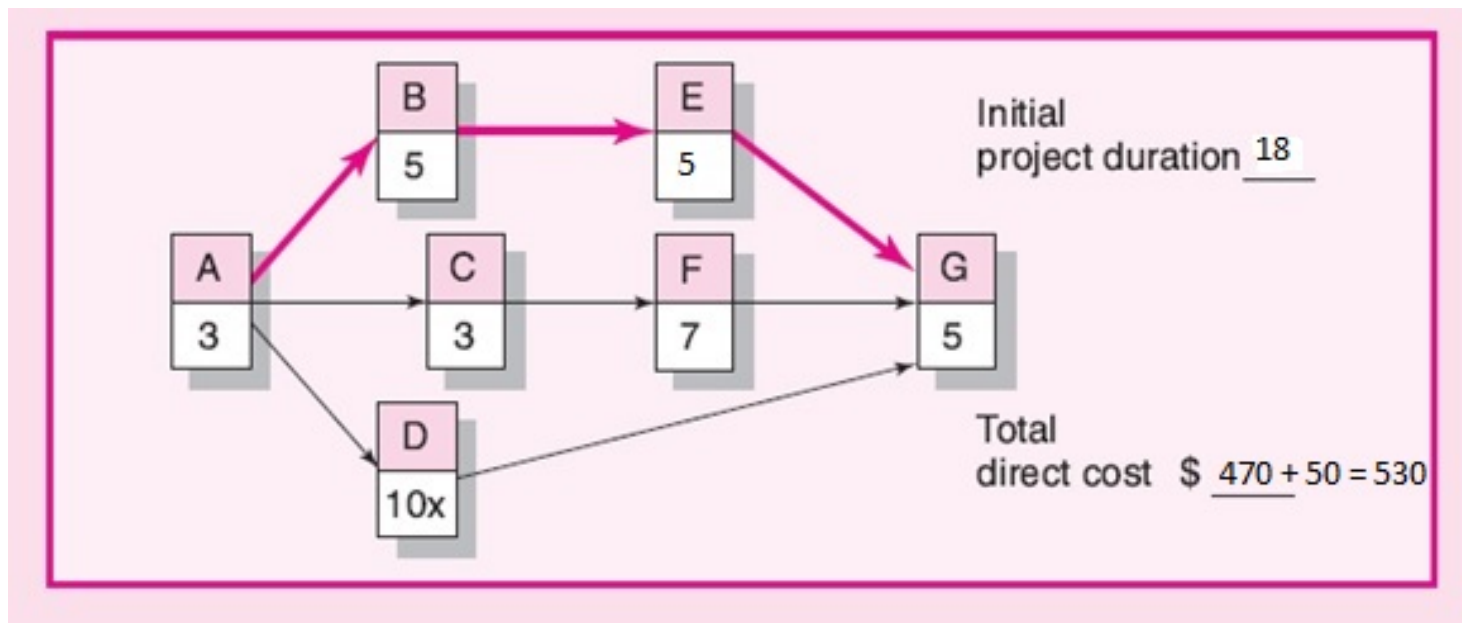 B
5
E
5
Initial
project duration 18
A
3
C
3
F
7
G
5
D
10x
Total
direct cost $ 470 + 50 = 530